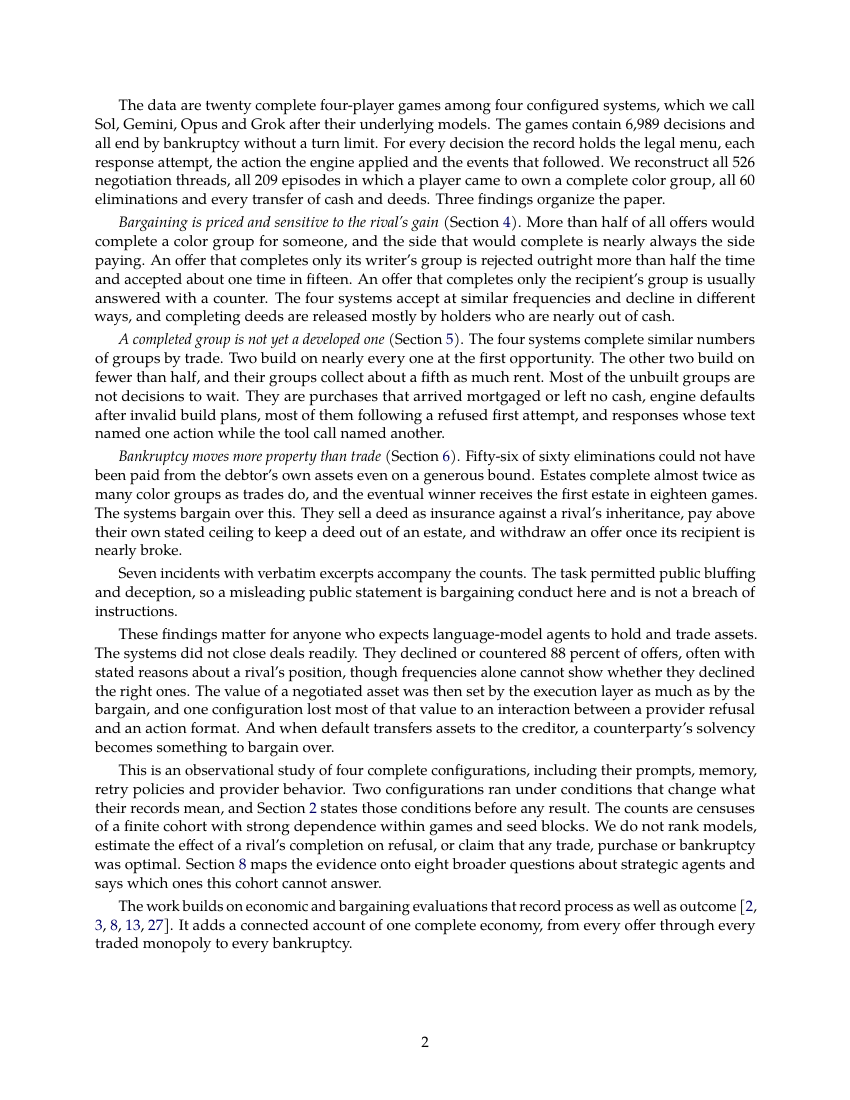 The data are twenty complete four-player games among four configured systems, which we call
Sol, Gemini, Opus and Grok after their underlying models. The games contain 6,989 decisions and
all end by bankruptcy without a turn limit. For every decision the record holds the legal menu, each
response attempt, the action the engine applied and the events that followed. We reconstruct all 526
negotiation threads, all 209 episodes in which a player came to own a complete color group, all 60
eliminations and every transfer of cash and deeds. Three findings organize the paper.
Bargaining is priced and sensitive to the rival's gain (Section 4). More than half of all offers would
complete a color group for someone, and the side that would complete is nearly always the side
paying. An offer that completes only its writer's group is rejected outright more than half the time
and accepted about one time in fifteen. An offer that completes only the recipient's group is usually
answered with a counter. The four systems accept at similar frequencies and decline in different
ways, and completing deeds are released mostly by holders who are nearly out of cash.
A completed group is not yet a developed one (Section 5). The four systems complete similar numbers
of groups by trade. Two build on nearly every one at the first opportunity. The other two build on
fewer than half, and their groups collect about a fifth as much rent. Most of the unbuilt groups are
not decisions to wait. They are purchases that arrived mortgaged or left no cash, engine defaults
after invalid build plans, most of them following a refused first attempt, and responses whose text
named one action while the tool call named another.
Bankruptcy moves more property than trade (Section 6). Fifty-six of sixty eliminations could not have
been paid from the debtor's own assets even on a generous bound. Estates complete almost twice as
many color groups as trades do, and the eventual winner receives the first estate in eighteen games.
The systems bargain over this. They sell a deed as insurance against a rival's inheritance, pay above
their own stated ceiling to keep a deed out of an estate, and withdraw an offer once its recipient is
nearly broke.
Seven incidents with verbatim excerpts accompany the counts. The task permitted public bluffing
and deception, so a misleading public statement is bargaining conduct here and is not a breach of
instructions.
These findings matter for anyone who expects language-model agents to hold and trade assets.
The systems did not close deals readily. They declined or countered 88 percent of offers, often with
stated reasons about a rival's position, though frequencies alone cannot show whether they declined
the right ones. The value of a negotiated asset was then set by the execution layer as much as by the
bargain, and one configuration lost most of that value to an interaction between a provider refusal
and an action format. And when default transfers assets to the creditor, a counterparty's solvency
becomes something to bargain over.
This is an observational study of four complete configurations, including their prompts, memory,
retry policies and provider behavior. Two configurations ran under conditions that change what
their records mean, and Section 2 states those conditions before any result. The counts are censuses
of a finite cohort with strong dependence within games and seed blocks. We do not rank models,
estimate the effect of a rival's completion on refusal, or claim that any trade, purchase or bankruptcy
was optimal. Section 8 maps the evidence onto eight broader questions about strategic agents and
says which ones this cohort cannot answer.
The work builds on economic and bargaining evaluations that record process as well as outcome [2,
3, 8, 13, 27]. It adds a connected account of one complete economy, from every offer through every
traded monopoly to every bankruptcy.
2